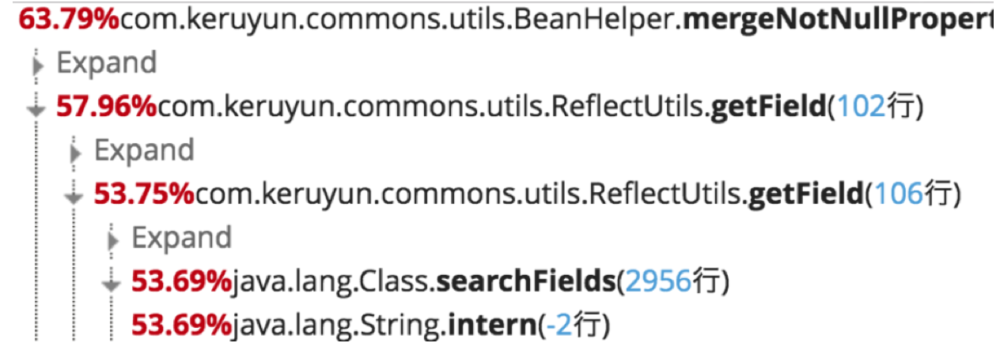 63.79%com.keruyun.commons.utils.BeanHelper.mergeNotNullPropert
Expand
57.96%com.keruyun.commons.utils.ReflectUtils.getField(102行)
Expand
53.75%com.keruyun.commons.utils.ReflectUtils.getField(106行)
Expand
53.69%java.lang.Class.searchFields(2956行)
53.69%java.lang.String.intern(-2行)